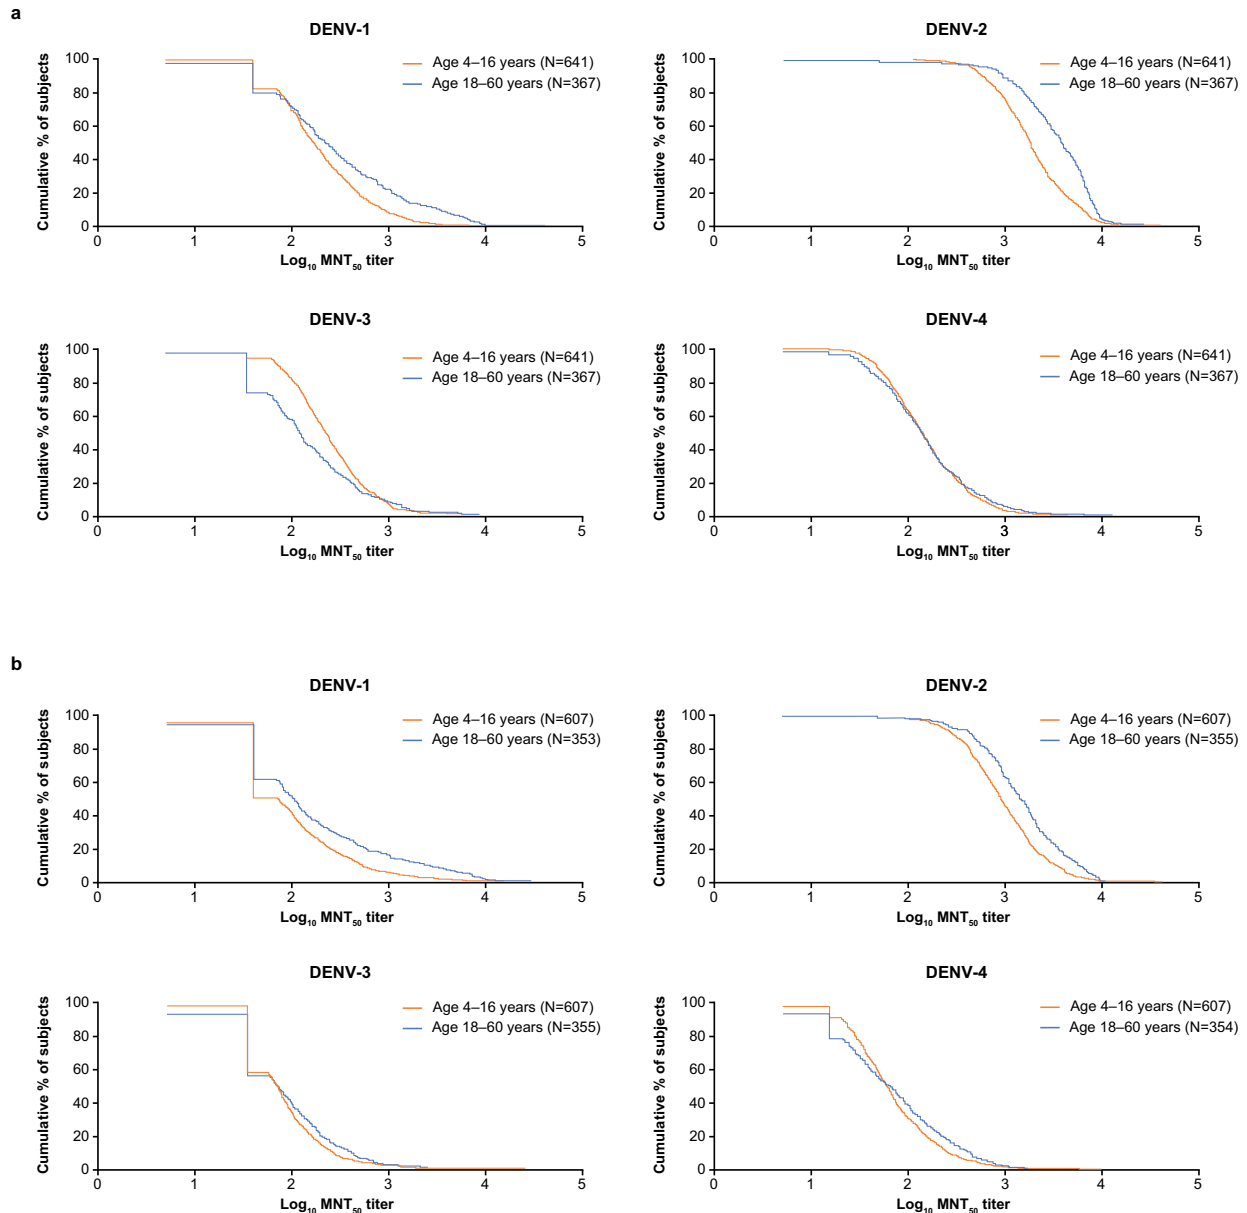 a
DENV-1
Cumulative % of subjects
100
80
60
40
20
0
0 1 2 3 4 5
Log10 MNT50 titer
Age 4–16 years (N=641)
Age 18–60 years (N=367)
DENV-2
Cumulative % of subjects
100
80
60
40
20
0
0 1 2 3 4 5
Log10 MNT50 titer
Age 4–16 years (N=641)
Age 18–60 years (N=367)
DENV-3
Cumulative % of subjects
100
80
60
40
20
0
0 1 2 3 4 5
Log10 MNT50 titer
Age 4–16 years (N=641)
Age 18–60 years (N=367)
DENV-4
Cumulative % of subjects
100
80
60
40
20
0
0 1 2 3 4 5
Log10 MNT50 titer
Age 4–16 years (N=641)
Age 18–60 years (N=367)
b
DENV-1
Cumulative % of subjects
100
80
60
40
20
0
0 1 2 3 4 5
Log10 MNT50 titer
Age 4–16 years (N=607)
Age 18–60 years (N=353)
DENV-2
Cumulative % of subjects
100
80
60
40
20
0
0 1 2 3 4 5
Log10 MNT50 titer
Age 4–16 years (N=607)
Age 18–60 years (N=355)
DENV-3
Cumulative % of subjects
100
80
60
40
20
0
0 1 2 3 4 5
Log10 MNT50 titer
Age 4–16 years (N=607)
Age 18–60 years (N=355)
DENV-4
Cumulative % of subjects
100
80
60
40
20
0
0 1 2 3 4 5
Log10 MNT50 titer
Age 4–16 years (N=607)
Age 18–60 years (N=354)